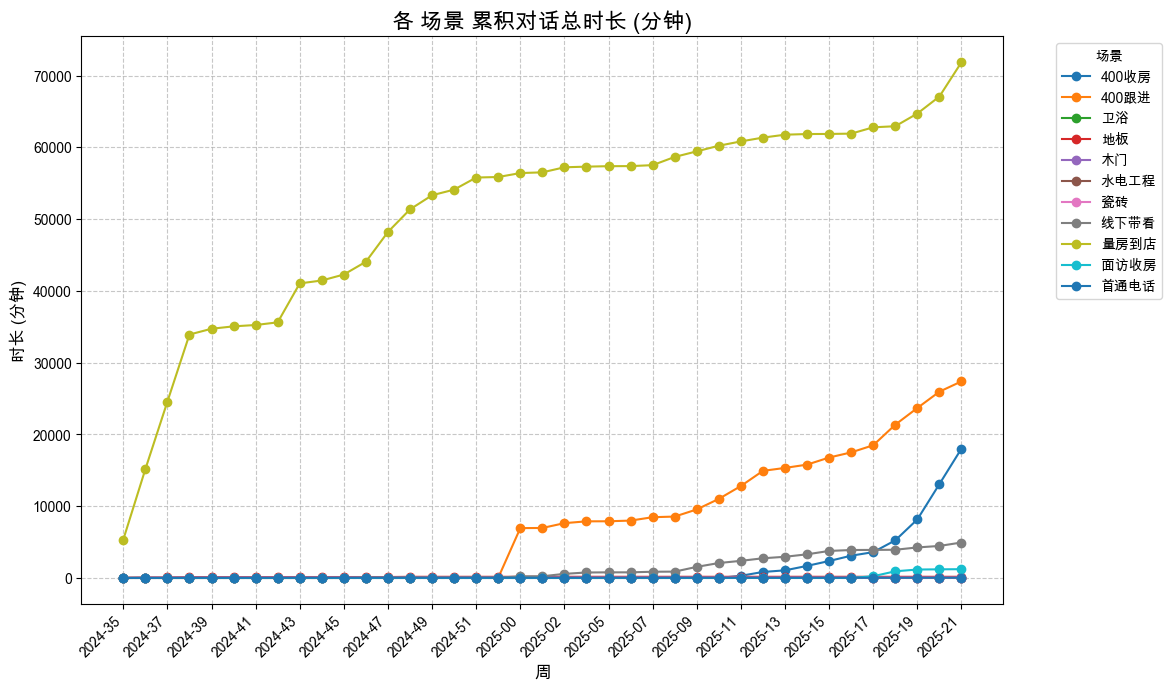 各 场景 累积对话总时长 (分钟)
场景
400收房
400跟进
卫浴
地板
木门
水电工程
瓷砖
线下带看
量房到店
面访收房
首通电话
时长 (分钟)
70000
60000
50000
40000
30000
20000
10000
0
2024-35
2024-37
2024-39
2024-41
2024-43
2024-45
2024-47
2024-49
2024-51
2025-00
2025-02
2025-05
2025-07
2025-09
2025-11
2025-13
2025-15
2025-17
2025-19
2025-21
周